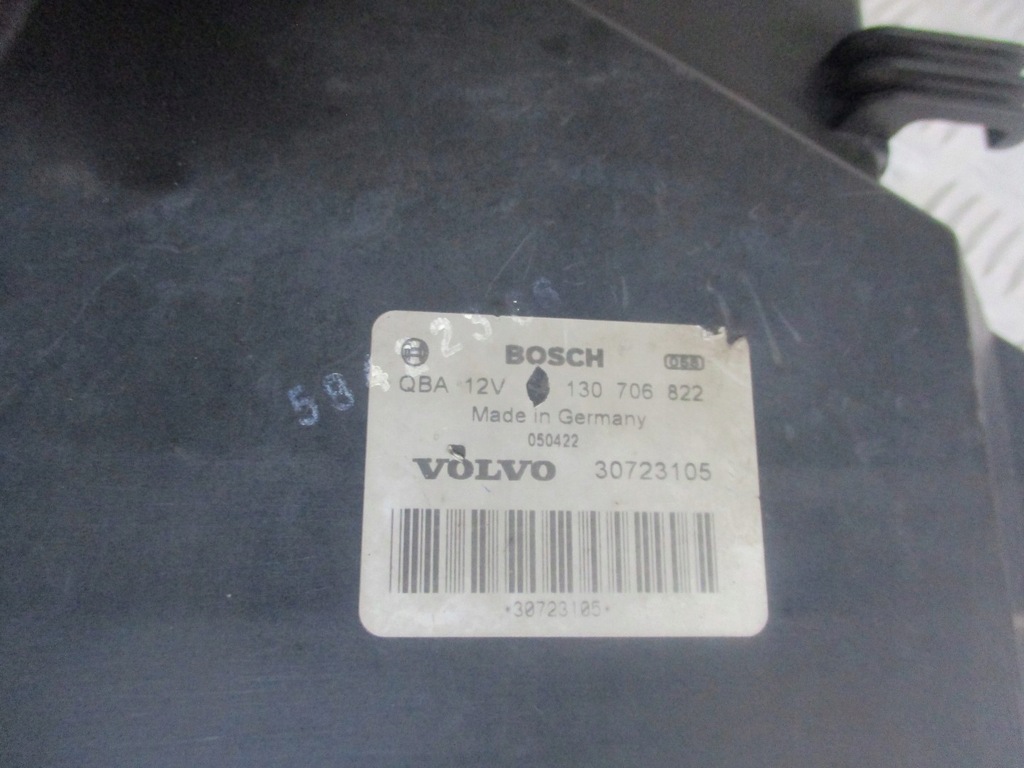 BOSCH
QBA 12V 130 706 822
Made in Germany
050422
VOLVO 30723105
*30723105*